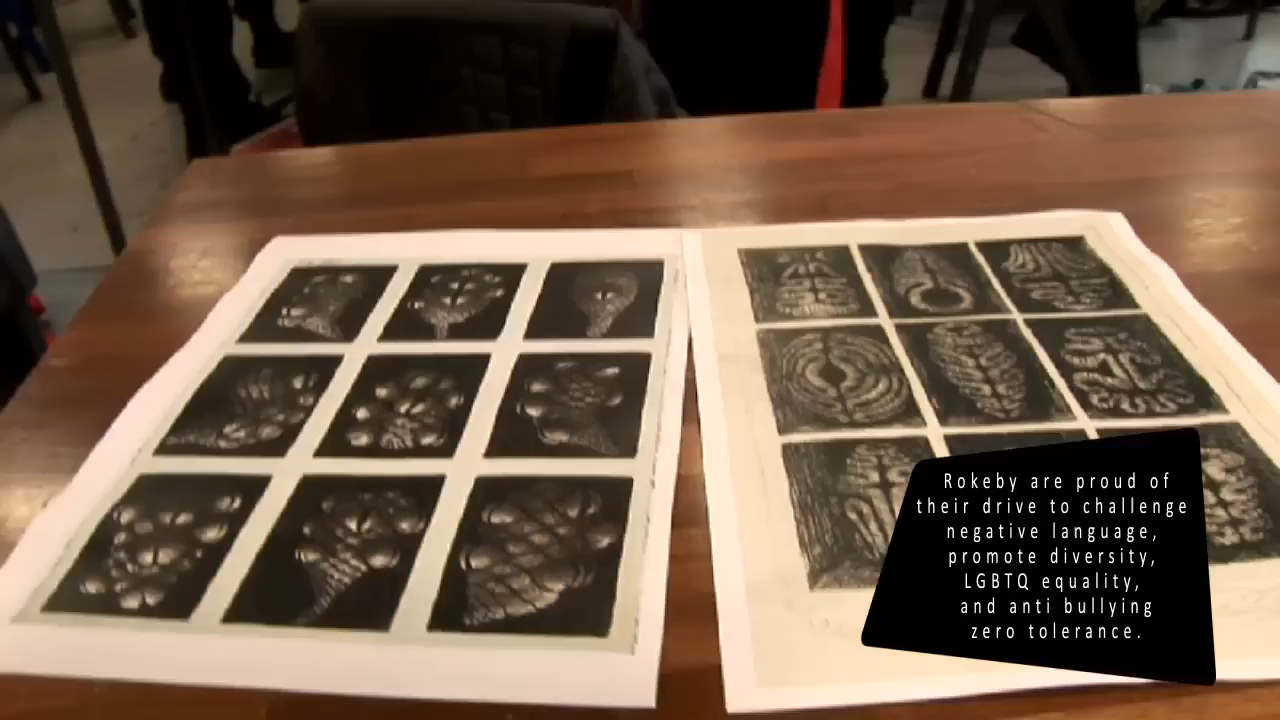 Rokeby are proud of
their drive to challenge
negative language,
promote diversity,
LGBTQ equality,
and anti bullying
zero tolerance.